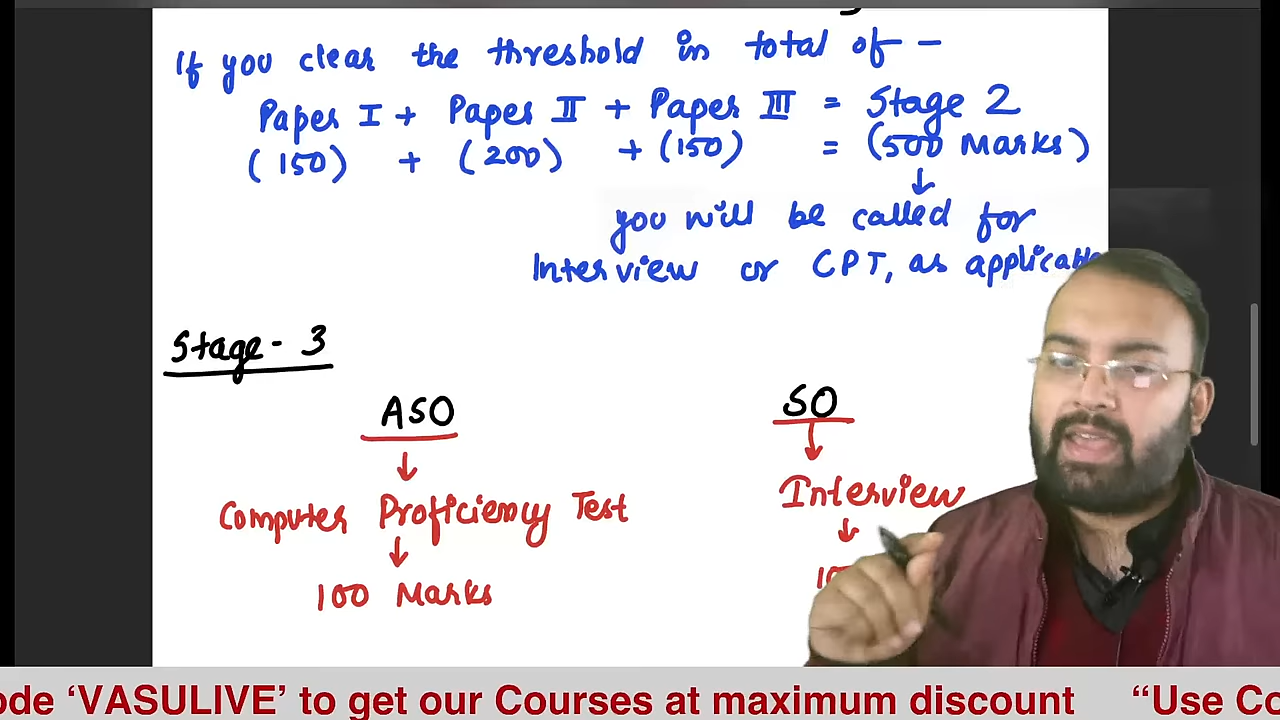 If you clear the threshold in total of -
Paper I + Paper II + Paper III = Stage 2
(150) + (200) + (150) = (500 Marks)
↓
you will be called for
Interview or CPT, as
Stage - 3
ASO SO
↓ ↓
Computer Proficiency Test Interview
↓ ↓
100 Marks
ode ‘VASULIVE’ to get our Courses at maximum discount “Use Co